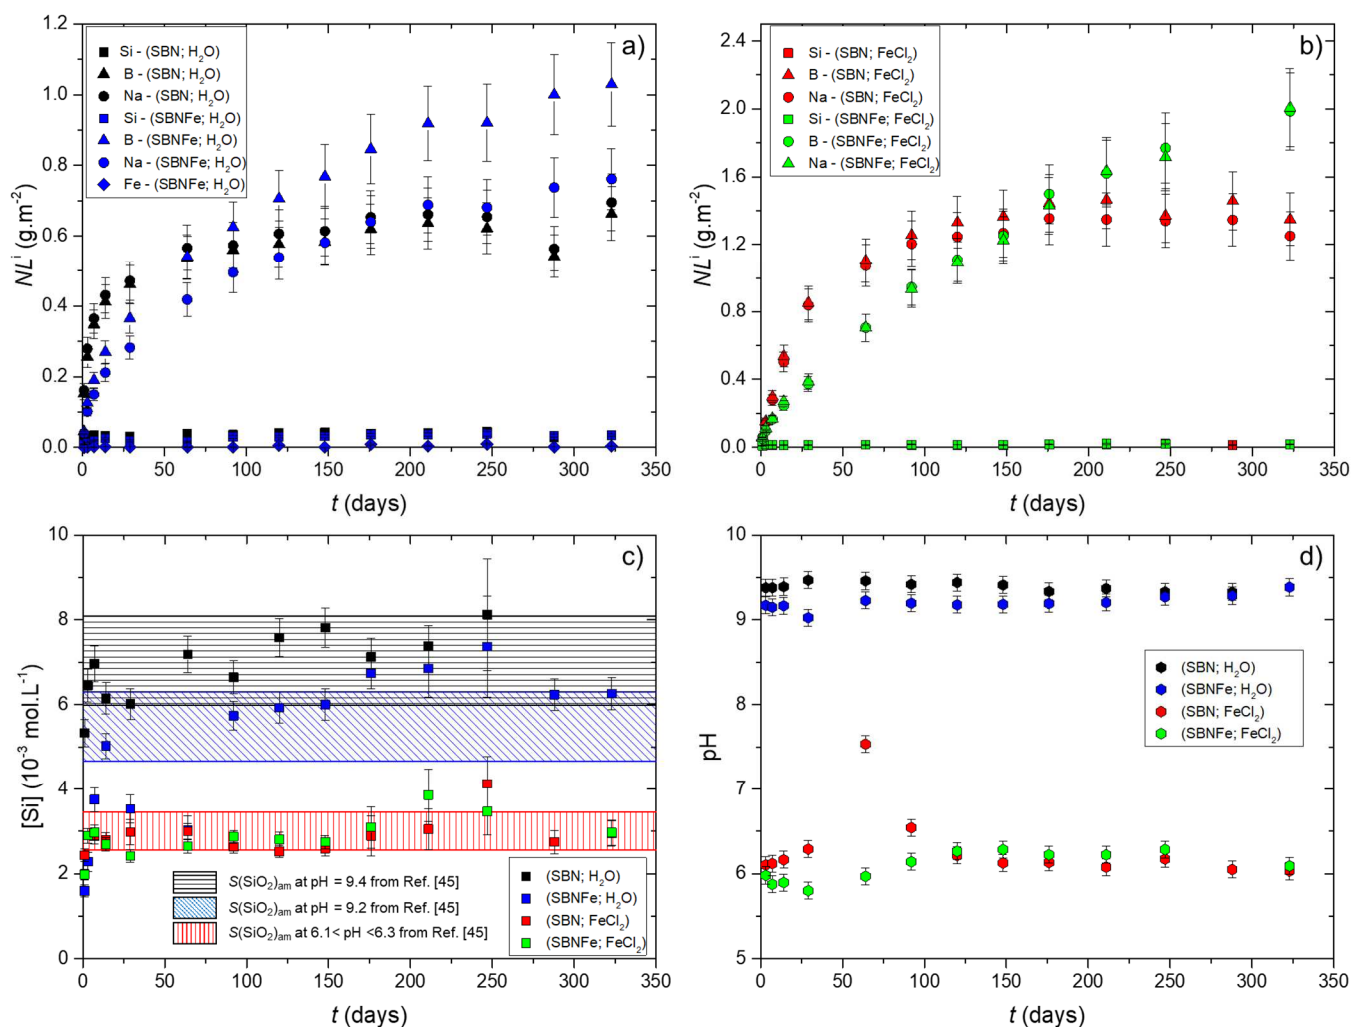 a)
Si - (SBN; H₂O)
B - (SBN; H₂O)
Na - (SBN; H₂O)
Si - (SBNFe; H₂O)
B - (SBNFe; H₂O)
Na - (SBNFe; H₂O)
Fe - (SBNFe; H₂O)
NLⁱ (g.m⁻²)
1.2
1.0
0.8
0.6
0.4
0.2
0.0
0 50 100 150 200 250 300 350
t (days)
b)
Si - (SBN; FeCl₂)
B - (SBN; FeCl₂)
Na - (SBN; FeCl₂)
Si - (SBNFe; FeCl₂)
B - (SBNFe; FeCl₂)
Na - (SBNFe; FeCl₂)
NLⁱ (g.m⁻²)
2.4
2.0
1.6
1.2
0.8
0.4
0.0
0 50 100 150 200 250 300 350
t (days)
c)
[Si] (10⁻³ mol.L⁻¹)
10
8
6
4
2
0
S(SiO₂)am at pH = 9.4 from Ref. [45]
S(SiO₂)am at pH = 9.2 from Ref. [45]
S(SiO₂)am at 6.1< pH <6.3 from Ref. [45]
(SBN; H₂O)
(SBNFe; H₂O)
(SBN; FeCl₂)
(SBNFe; FeCl₂)
0 50 100 150 200 250 300 350
t (days)
d)
pH
10
9
8
7
6
5
(SBN; H₂O)
(SBNFe; H₂O)
(SBN; FeCl₂)
(SBNFe; FeCl₂)
0 50 100 150 200 250 300 350
t (days)